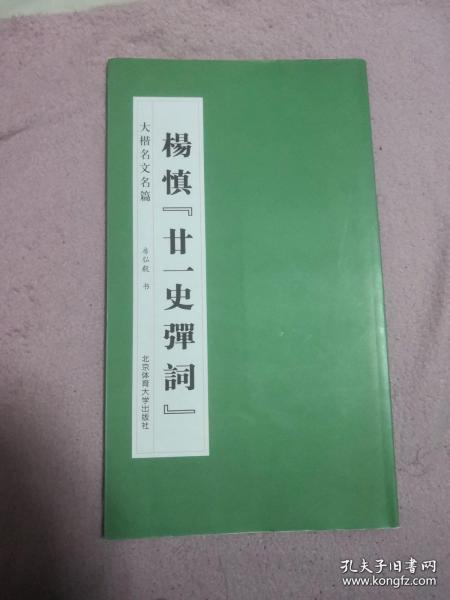 大楷名文名篇
楊慎『廿一史彈詞』
书
北京体育大学出版社
孔夫子旧书网
www.kongfz.com